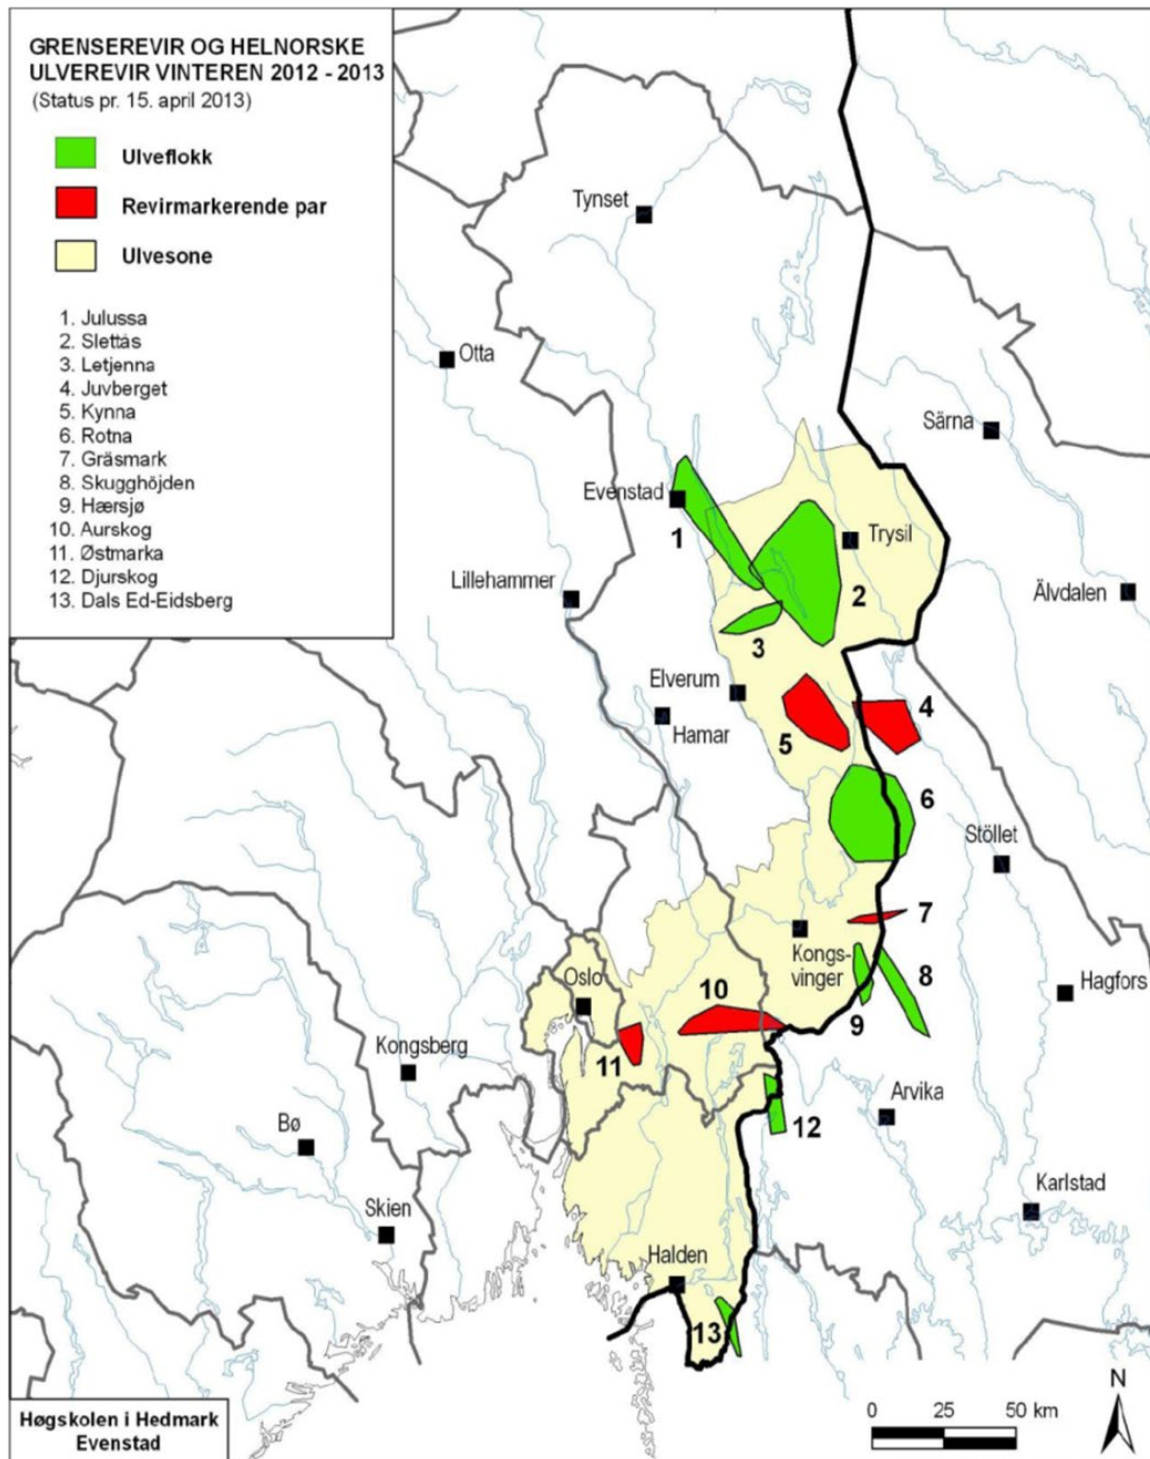 GRENSEREVIR OG HELNORSKE
ULVEREVIR VINTEREN 2012 - 2013
(Status pr. 15. april 2013)
Ulveflokk
Revirmarkerende par
Ulvesone
1. Julussa
2. Slettås
3. Letjenna
4. Juvberget
5. Kynna
6. Rotna
7. Gräsmark
8. Skugghöjden
9. Hærsjø
10. Aurskog
11. Østmarka
12. Djurskog
13. Dals Ed-Eidsberg
Tynset
Otta
Särna
Evenstad
1
Trysil
Lillehammer
2
Älvdalen
3
Elverum
4
Hamar
5
6
Stöllet
7
Kongs-
vinger
8
Hagfors
Oslo
10
9
Kongsberg
11
Arvika
Bø
12
Karlstad
Skien
Halden
13
N
0 25 50 km
Høgskolen i Hedmark
Evenstad